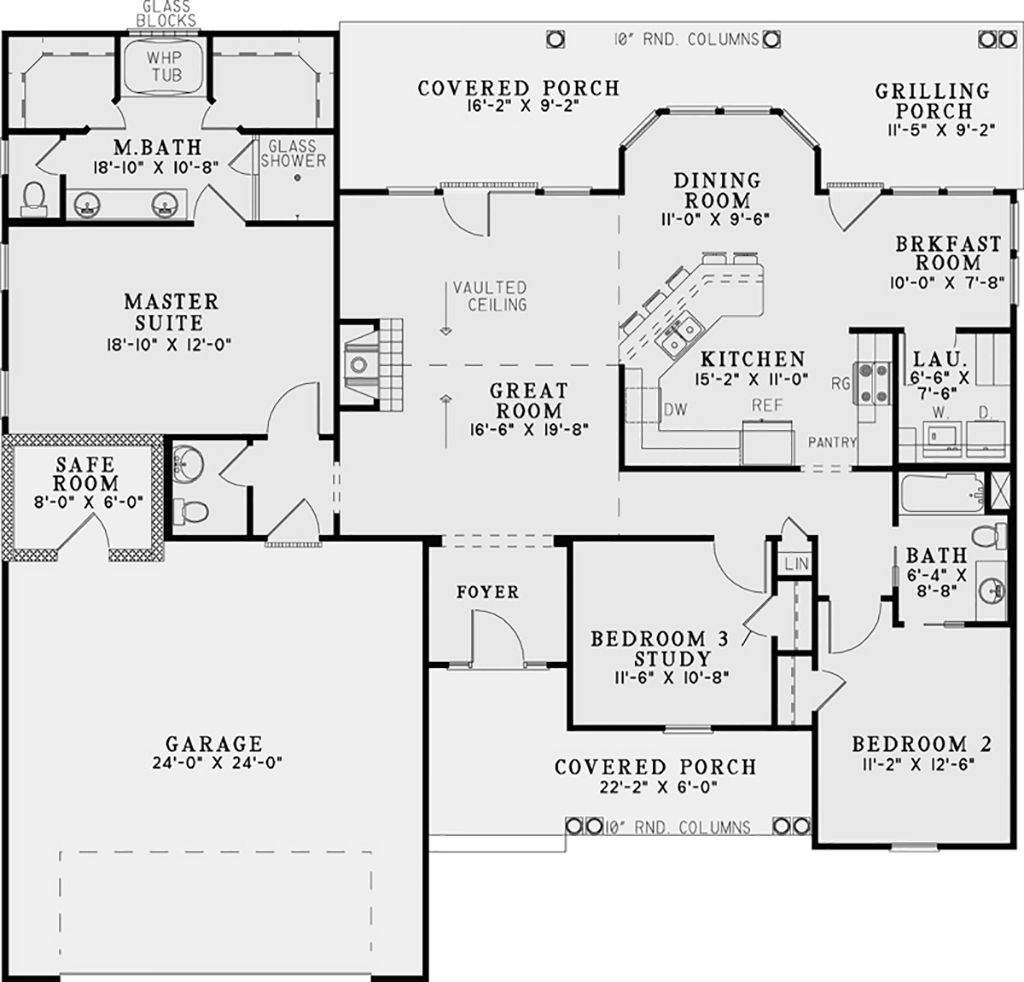 GLASS
BLOCKS
WHP
TUB
10" RND. COLUMNS
COVERED PORCH
16'-2" X 9'-2"
GRILLING
PORCH
11'-5" X 9'-2"
M.BATH
18'-10" X 10'-8"
GLASS
SHOWER
DINING
ROOM
11'-0" X 9'-6"
BRKFAST
ROOM
10'-0" X 7'-8"
MASTER
SUITE
18'-10" X 12'-0"
VAULTED
CEILING
KITCHEN
15'-2" X 11'-0"
LAU.
6'-6" X
7'-6"
RG
W.
D.
GREAT
ROOM
16'-6" X 19'-8"
DW
REF
PANTRY
SAFE
ROOM
8'-0" X 6'-0"
BATH
6'-4" X
8'-8"
LIN
FOYER
BEDROOM 3
STUDY
11'-6" X 10'-8"
GARAGE
24'-0" X 24'-0"
BEDROOM 2
11'-2" X 12'-6"
COVERED PORCH
22'-2" X 6'-0"
10" RND. COLUMNS